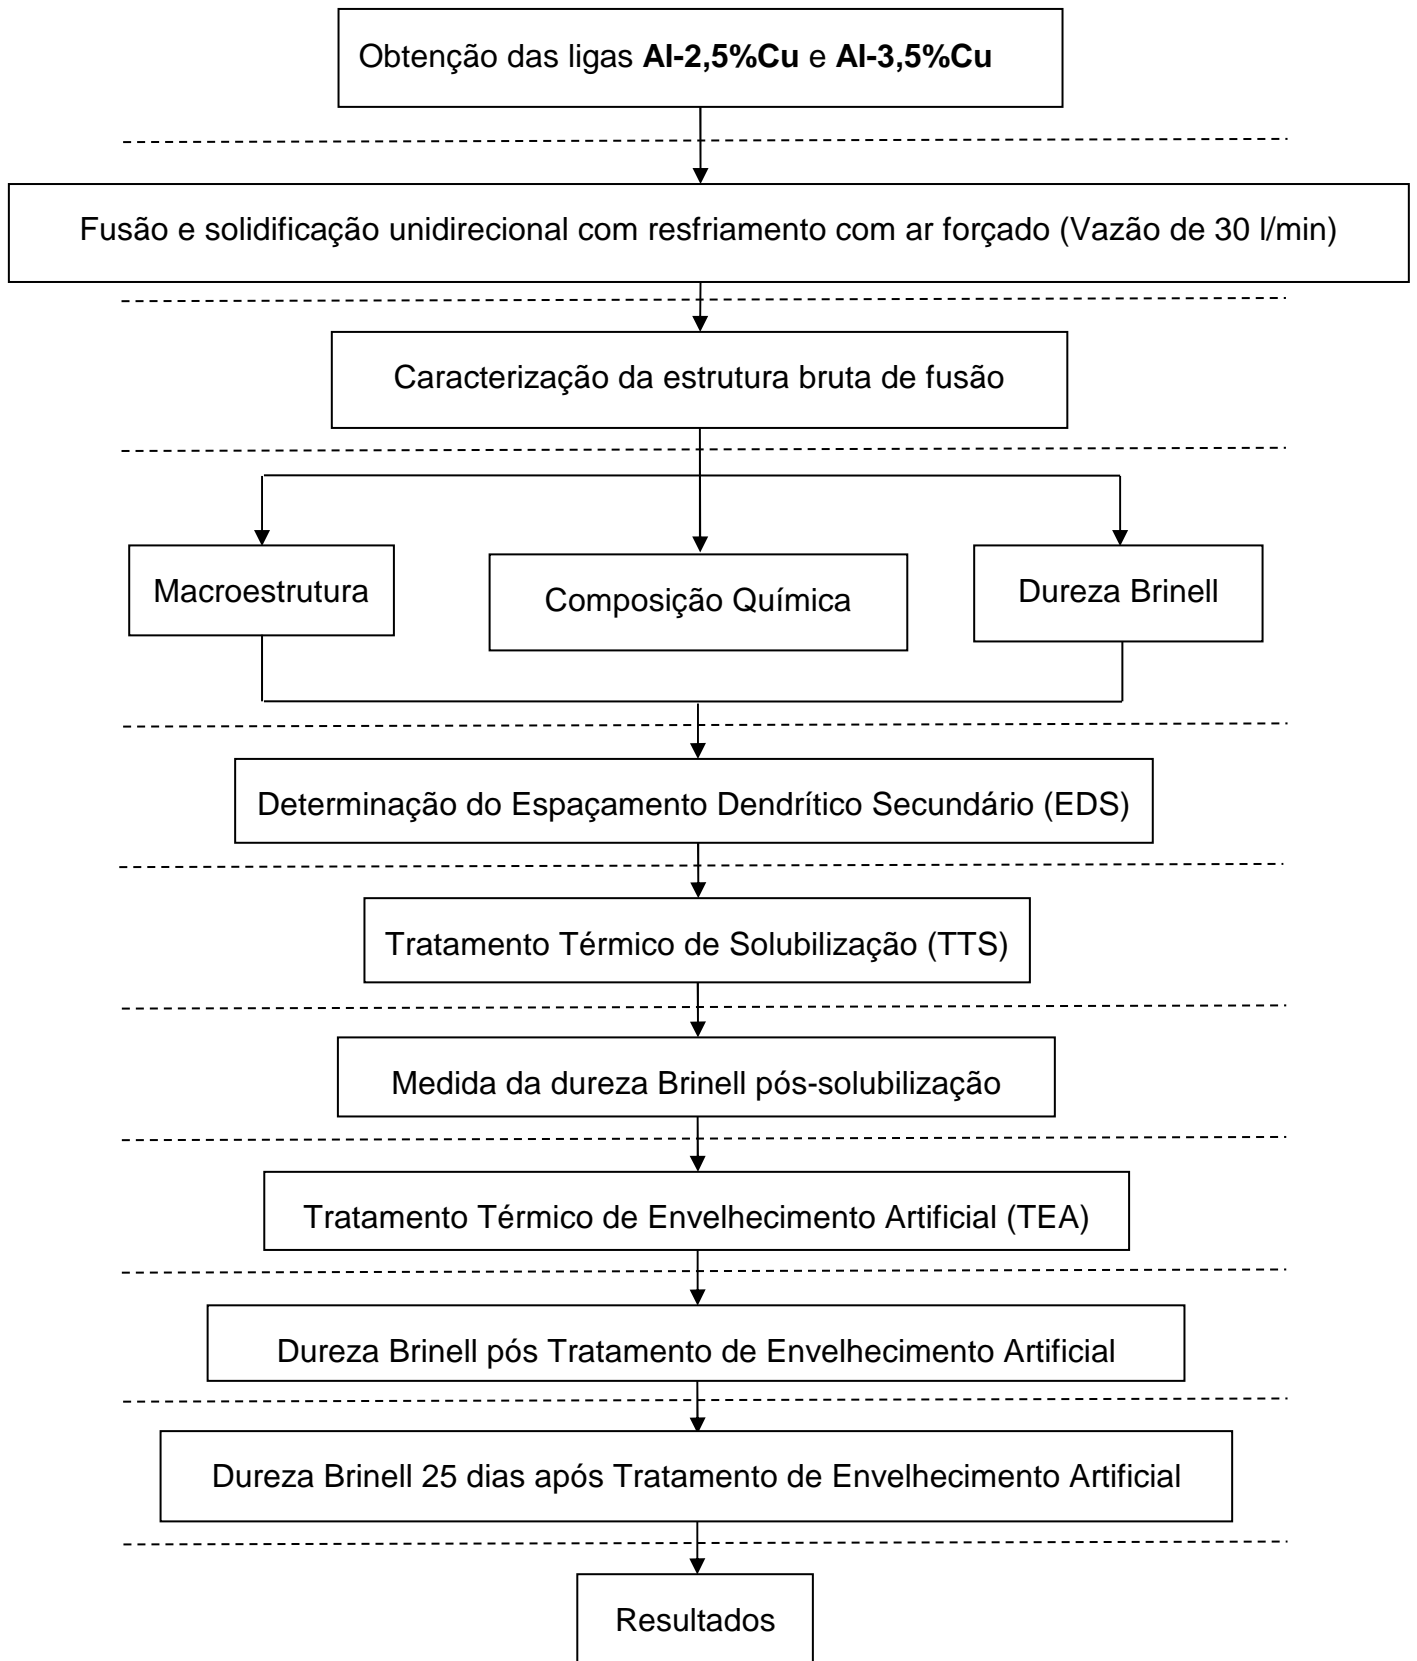 Obtenção das ligas Al-2,5%Cu e Al-3,5%Cu
Fusão e solidificação unidirecional com resfriamento com ar forçado (Vazão de 30 l/min)
Caracterização da estrutura bruta de fusão
Macroestrutura
Composição Química
Dureza Brinell
Determinação do Espaçamento Dendrítico Secundário (EDS)
Tratamento Térmico de Solubilização (TTS)
Medida da dureza Brinell pós-solubilização
Tratamento Térmico de Envelhecimento Artificial (TEA)
Dureza Brinell pós Tratamento de Envelhecimento Artificial
Dureza Brinell 25 dias após Tratamento de Envelhecimento Artificial
Resultados